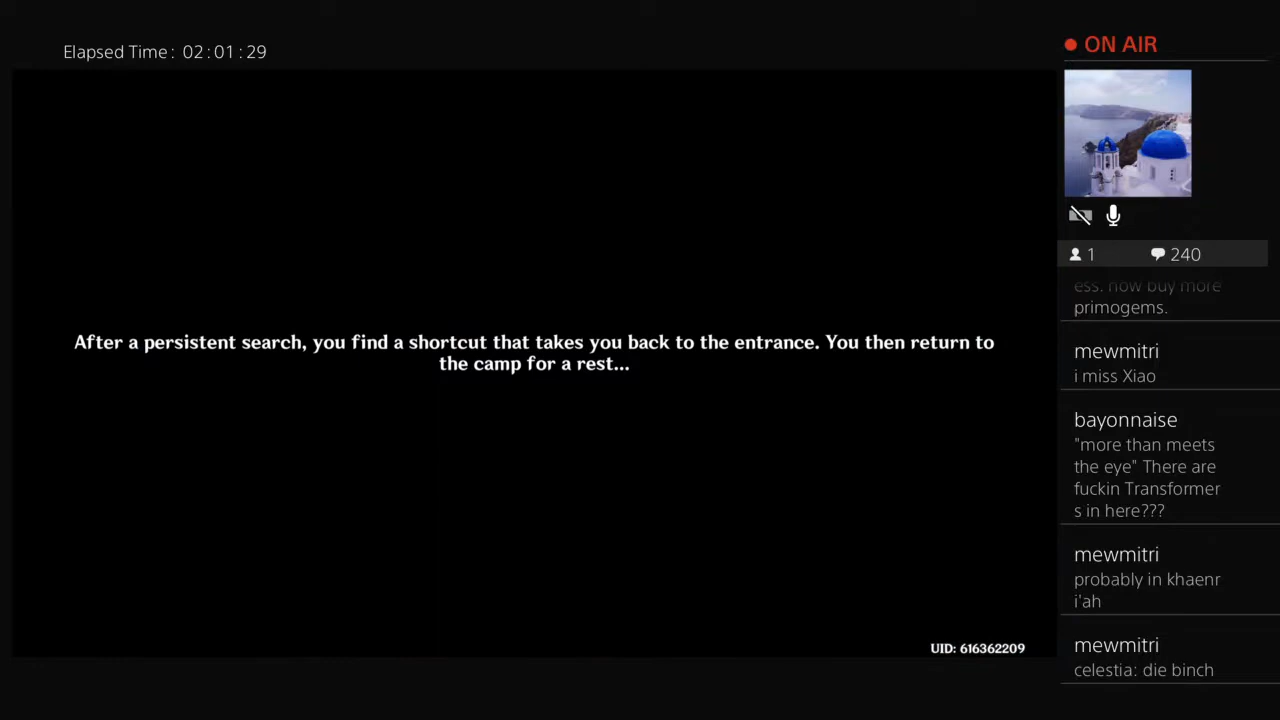 Elapsed Time: 02:01:29
ON AIR
1 240
ess. now buy more
primogems.
mewmitri
i miss Xiao
bayonnaise
"more than meets
the eye" There are
fuckin Transformer
s in here???
mewmitri
probably in khaenr
i'ah
mewmitri
celestia: die binch
After a persistent search, you find a shortcut that takes you back to the entrance. You then return to
the camp for a rest...
UID: 616362209